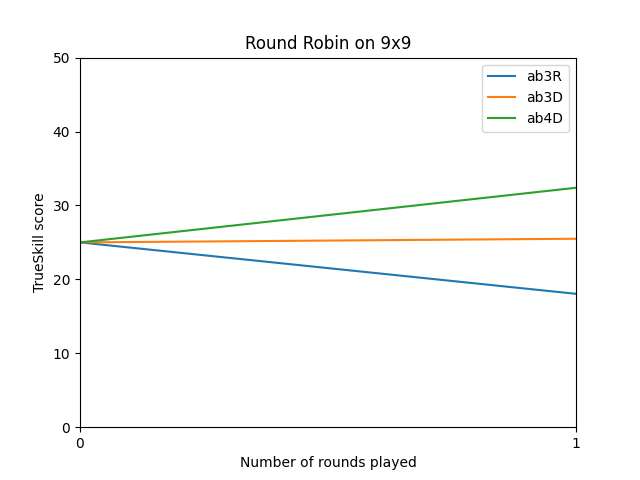 Round Robin on 9x9
ab3R
ab3D
ab4D
TrueSkill score
50
40
30
20
10
0
0 1
Number of rounds played